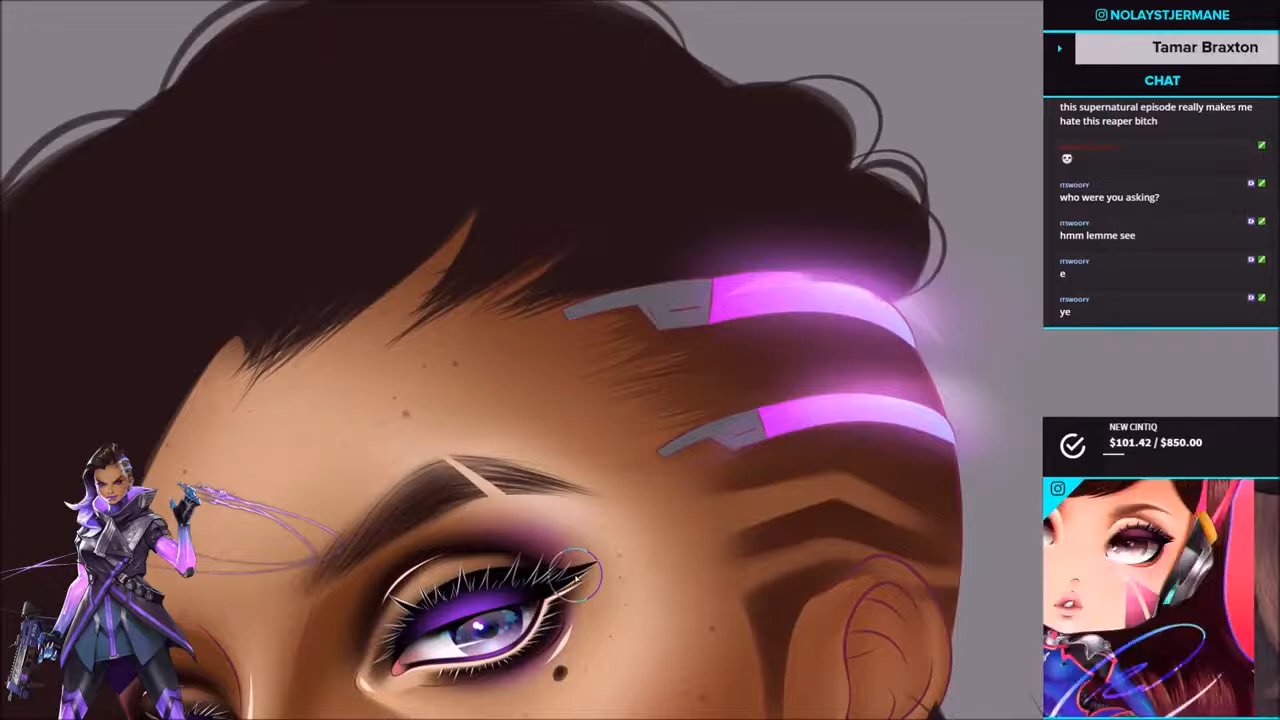 NOLAYSTJERMANE
Tamar Braxton
CHAT
this supernatural episode really makes me
hate this reaper bitch
ITSWOOFY
who were you asking?
ITSWOOFY
hmm lemme see
ITSWOOFY
e
ITSWOOFY
ye
NEW CINTIQ
$101.42 / $850.00